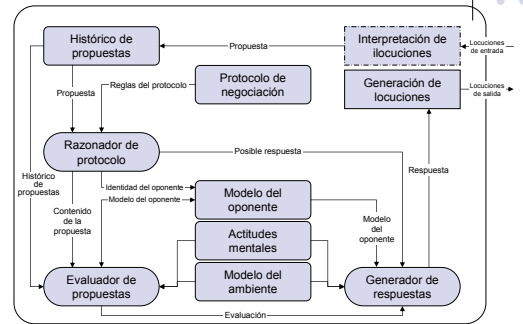 Histórico de
propuestas
Propuesta
Interpretación de
ilocuciones
Locuciones
de entrada
Propuesta
Reglas del protocolo
Protocolo de
negociación
Generación de
locuciones
Locuciones
de salida
Razonador de
protocolo
Posible respuesta
Respuesta
Histórico
de
propuestas
Identidad del oponente
Modelo del oponente
Contenido
de la
propuesta
Modelo del
oponente
Modelo
del
oponente
Actitudes
mentales
Evaluador de
propuestas
Modelo del
ambiente
Generador de
respuestas
Evaluación